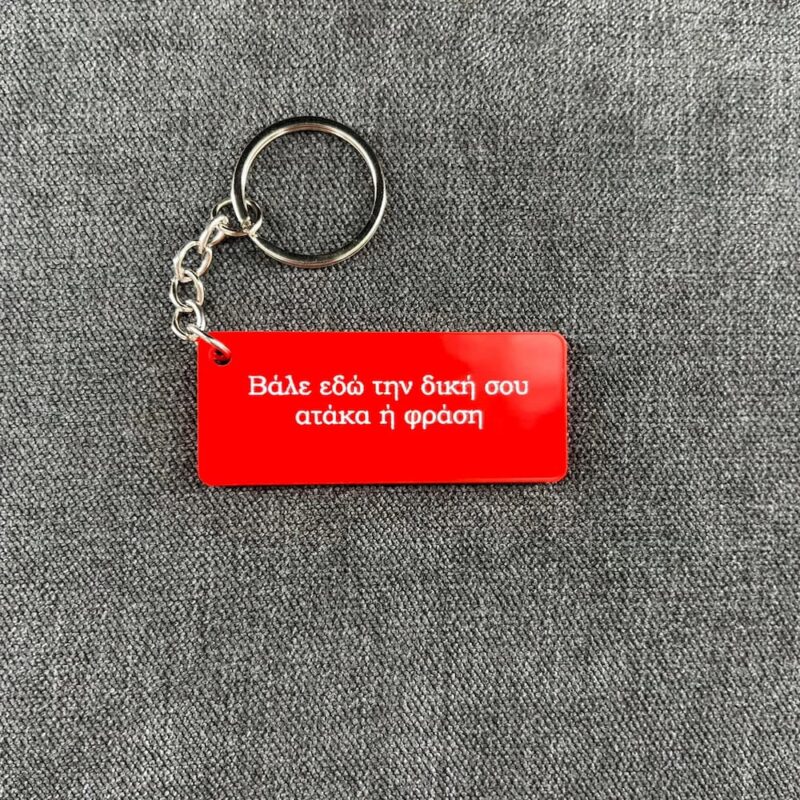 Βάλε εδώ την δική σου
ατάκα ή φράση